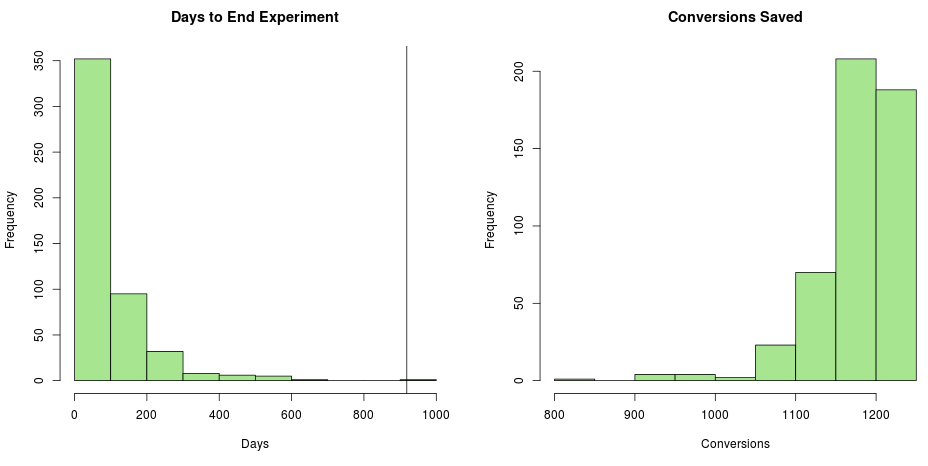 Days to End Experiment
Frequency
0
50
100
150
200
250
300
350
0 200 400 600 800 1000
Days
Conversions Saved
Frequency
0
50
100
150
200
800 900 1000 1100 1200
Conversions